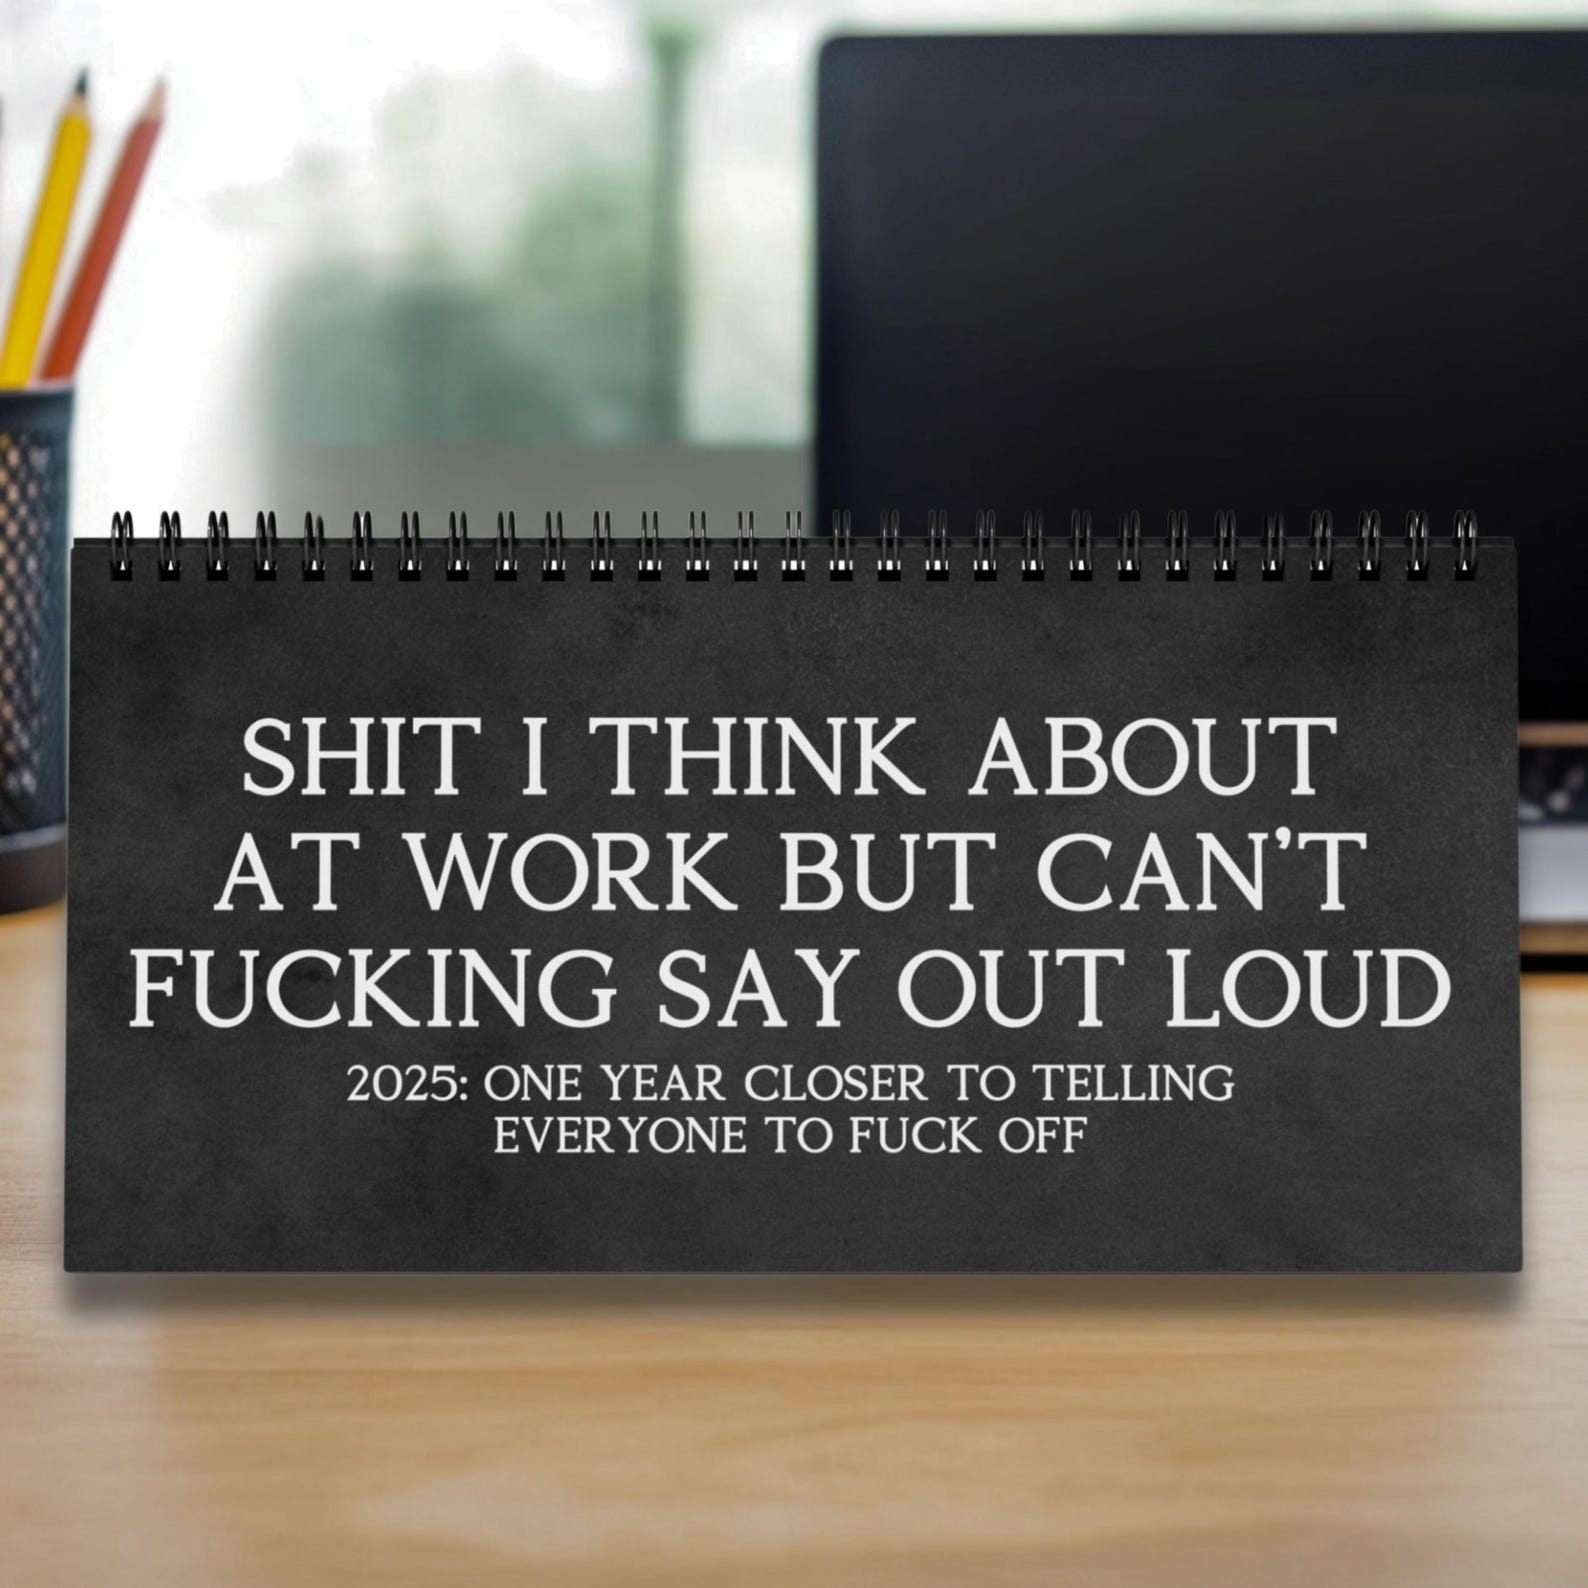 SHIT I THINK ABOUT
AT WORK BUT CAN’T
FUCKING SAY OUT LOUD
2025: ONE YEAR CLOSER TO TELLING
EVERYONE TO FUCK OFF